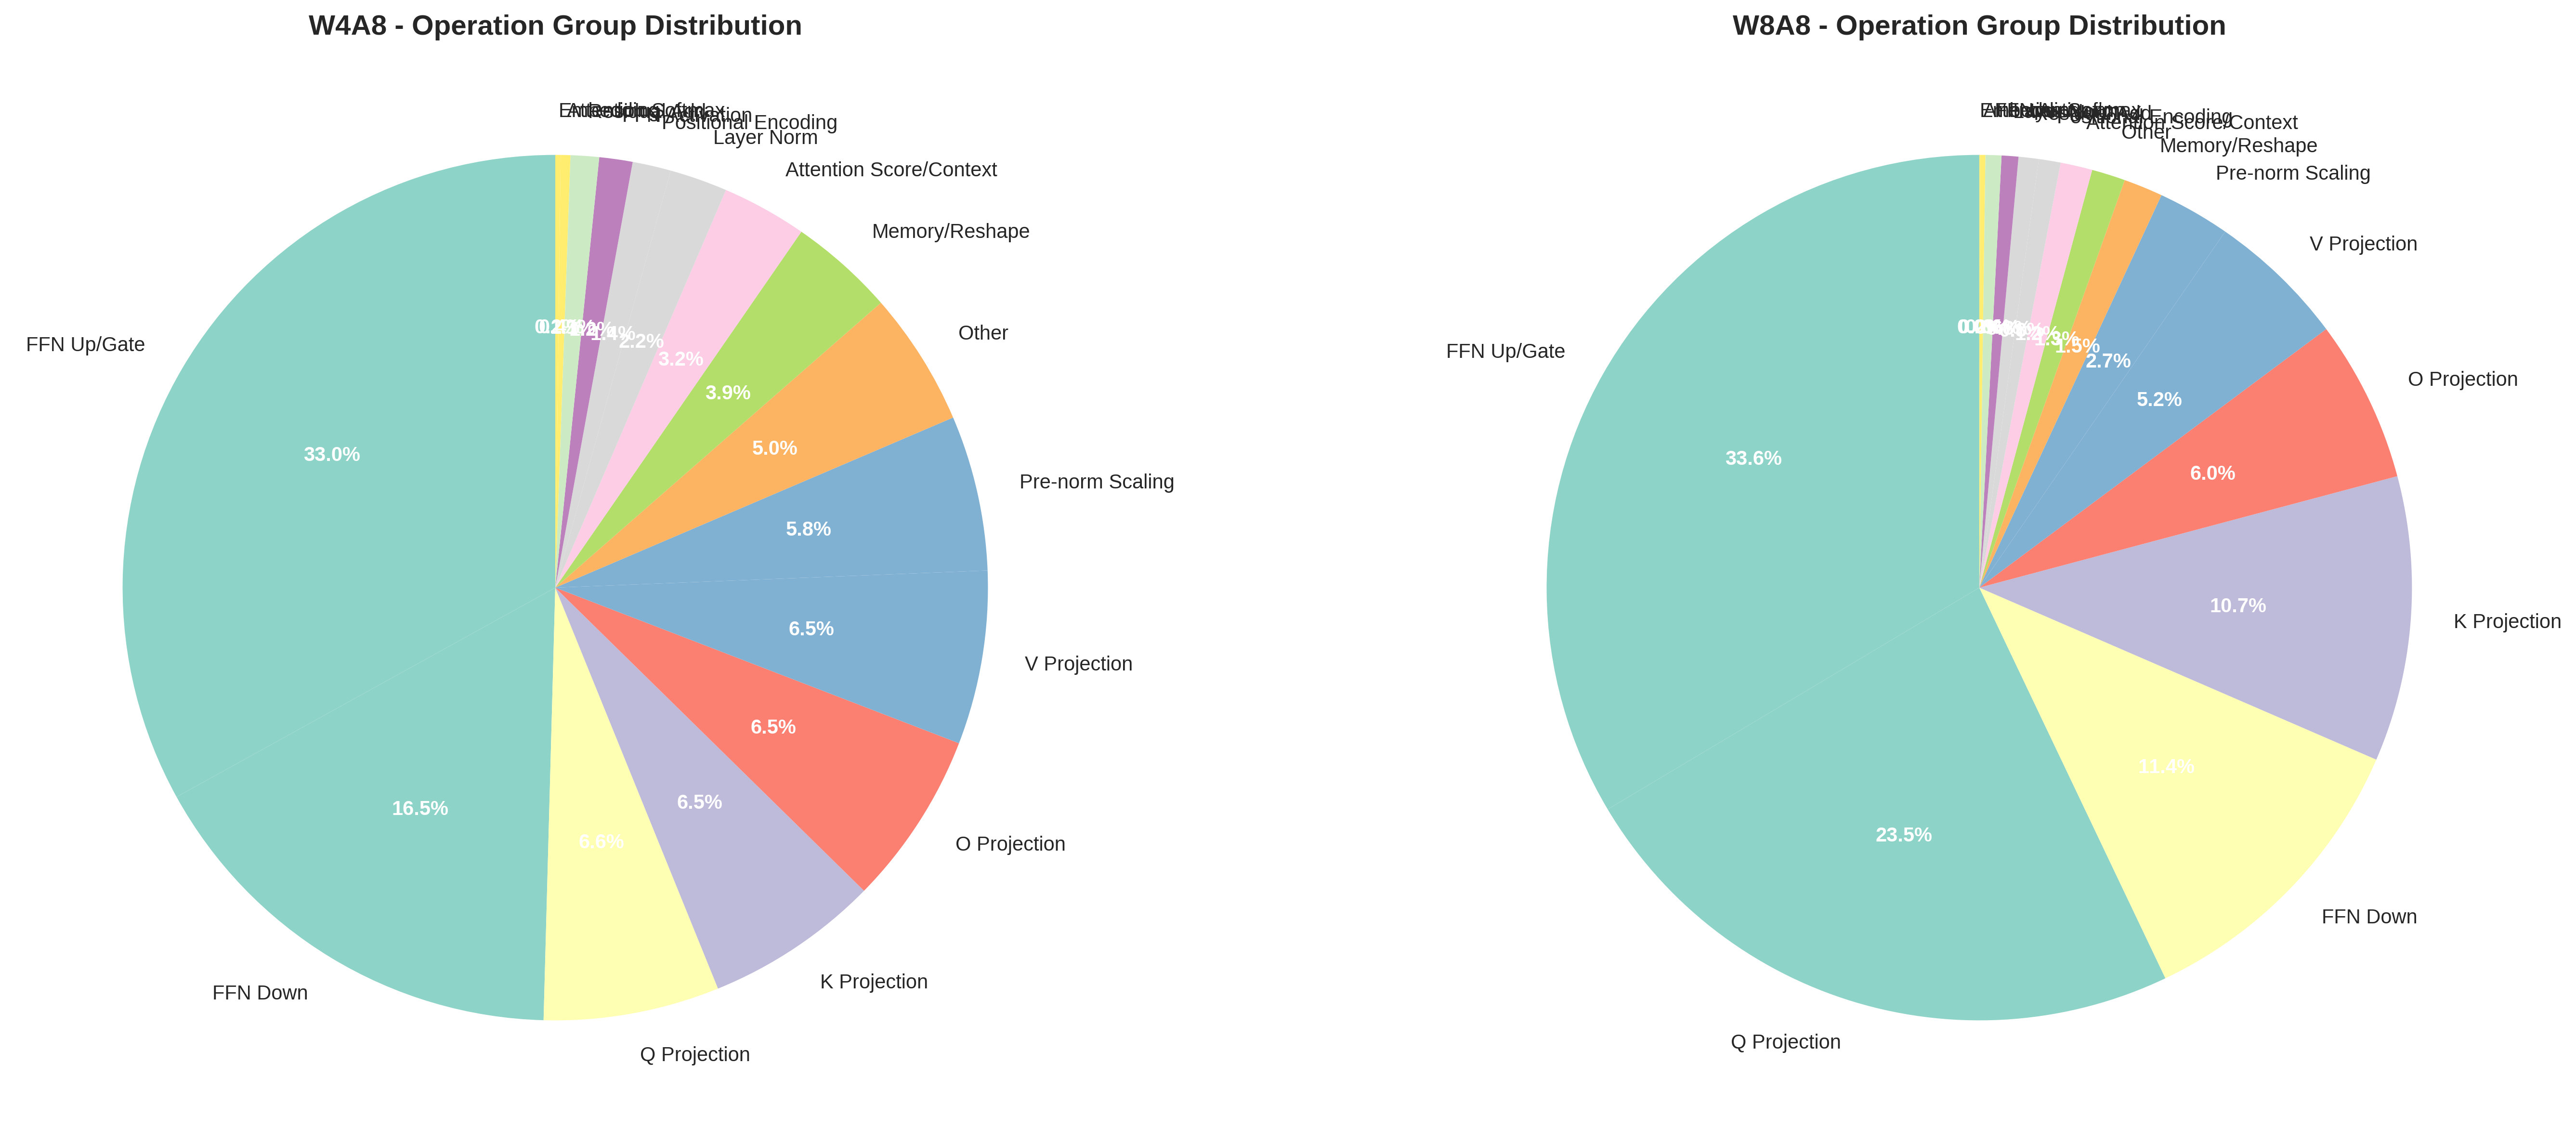 W4A8 - Operation Group Distribution
Positional Encoding
Layer Norm
Attention Score/Context
Memory/Reshape
Other
Pre-norm Scaling
V Projection
O Projection
K Projection
Q Projection
FFN Down
FFN Up/Gate
33.0%
16.5%
6.6%
6.5%
6.5%
6.5%
5.8%
5.0%
3.9%
3.2%
2.2%
W8A8 - Operation Group Distribution
Attention Score/Context
Other
Memory/Reshape
Pre-norm Scaling
V Projection
O Projection
K Projection
FFN Down
Q Projection
FFN Up/Gate
33.6%
23.5%
11.4%
10.7%
6.0%
5.2%
2.7%
1.5%